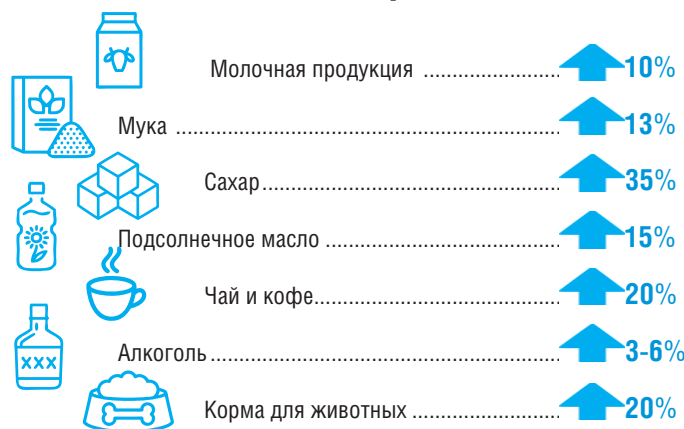 Молочная продукция ........................ 10%
Мука ........................................................ 13%
Сахар............................................ 35%
Подсолнечное масло ................................... 15%
Чай и кофе.................................... 20%
Алкоголь.................................................... 3-6%
XXX
Корма для животных ...................... 20%